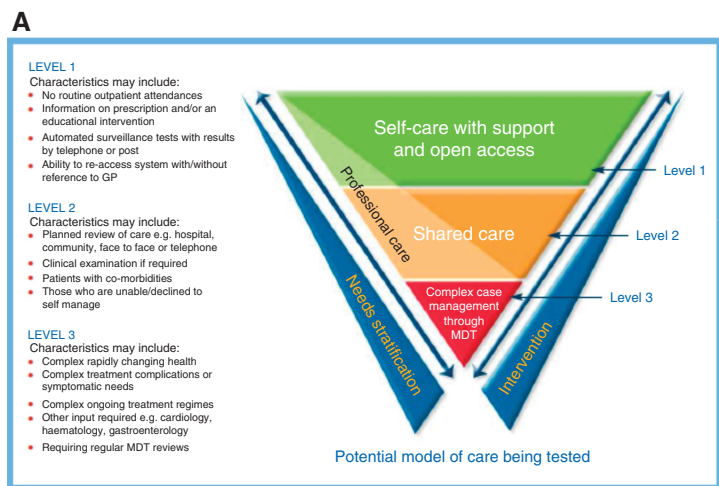 A
LEVEL 1
Characteristics may include:
No routine outpatient attendances
Information on prescription and/or an
educational intervention
Automated surveillance tests with results
by telephone or post
Ability to re-access system with/without
reference to GP
LEVEL 2
Characteristics may include:
Planned review of care e.g. hospital,
community, face to face or telephone
Clinical examination if required
Patients with co-morbidities
Those who are unable/declined to
self manage
LEVEL 3
Characteristics may include:
Complex rapidly changing health
Complex treatment complications or
symptomatic needs
Complex ongoing treatment regimes
Other input required e.g. cardiology,
haematology, gastroenterology
Requiring regular MDT reviews
Self-care with support
and open access
Level 1
Professional care
Shared care
Level 2
Complex case
management
through
MDT
Level 3
Needs stratification
Intervention
Potential model of care being tested